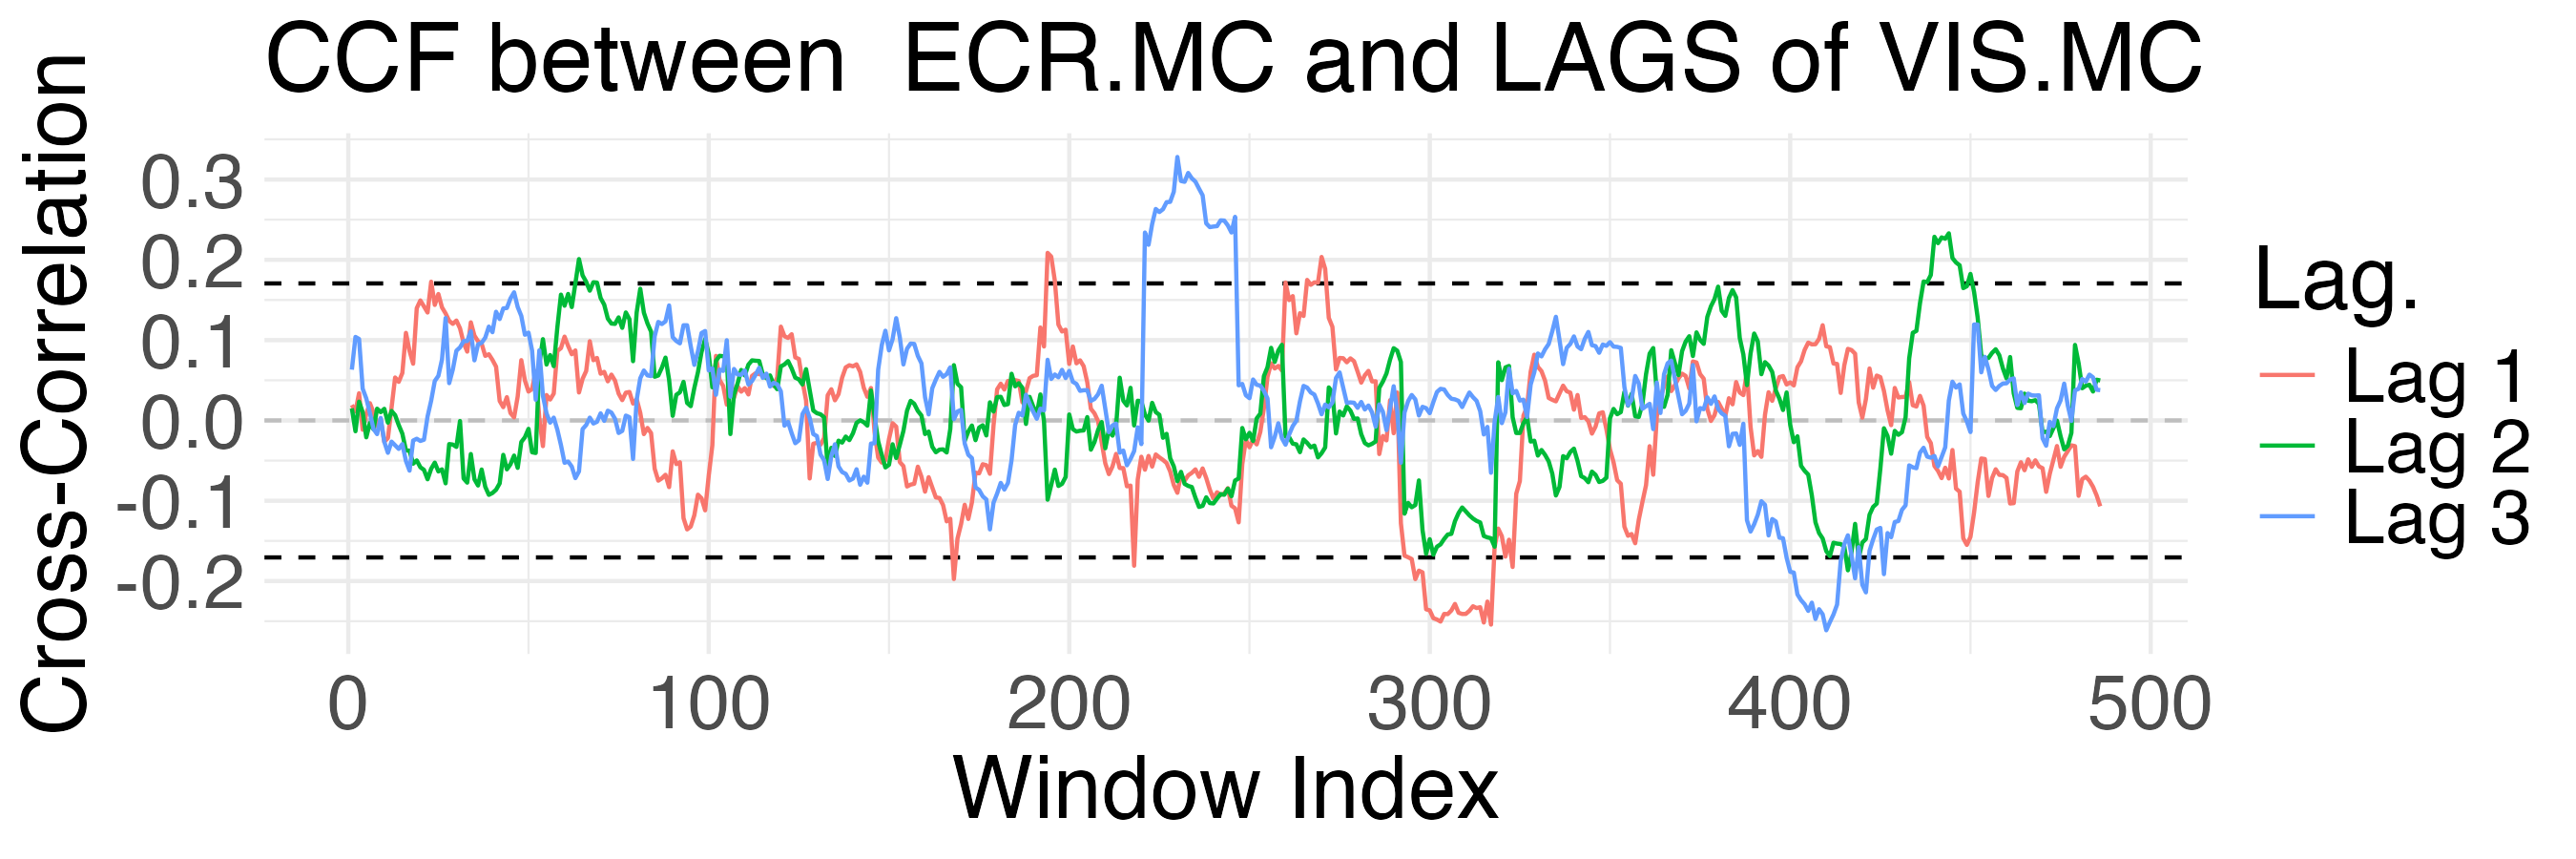 CCF between  ECR.MC and LAGS of VIS.MC
Cross-Correlation
0.3
0.2
0.1
0.0
-0.1
-0.2
0 100 200 300 400 500
Window Index
Lag.
Lag 1
Lag 2
Lag 3